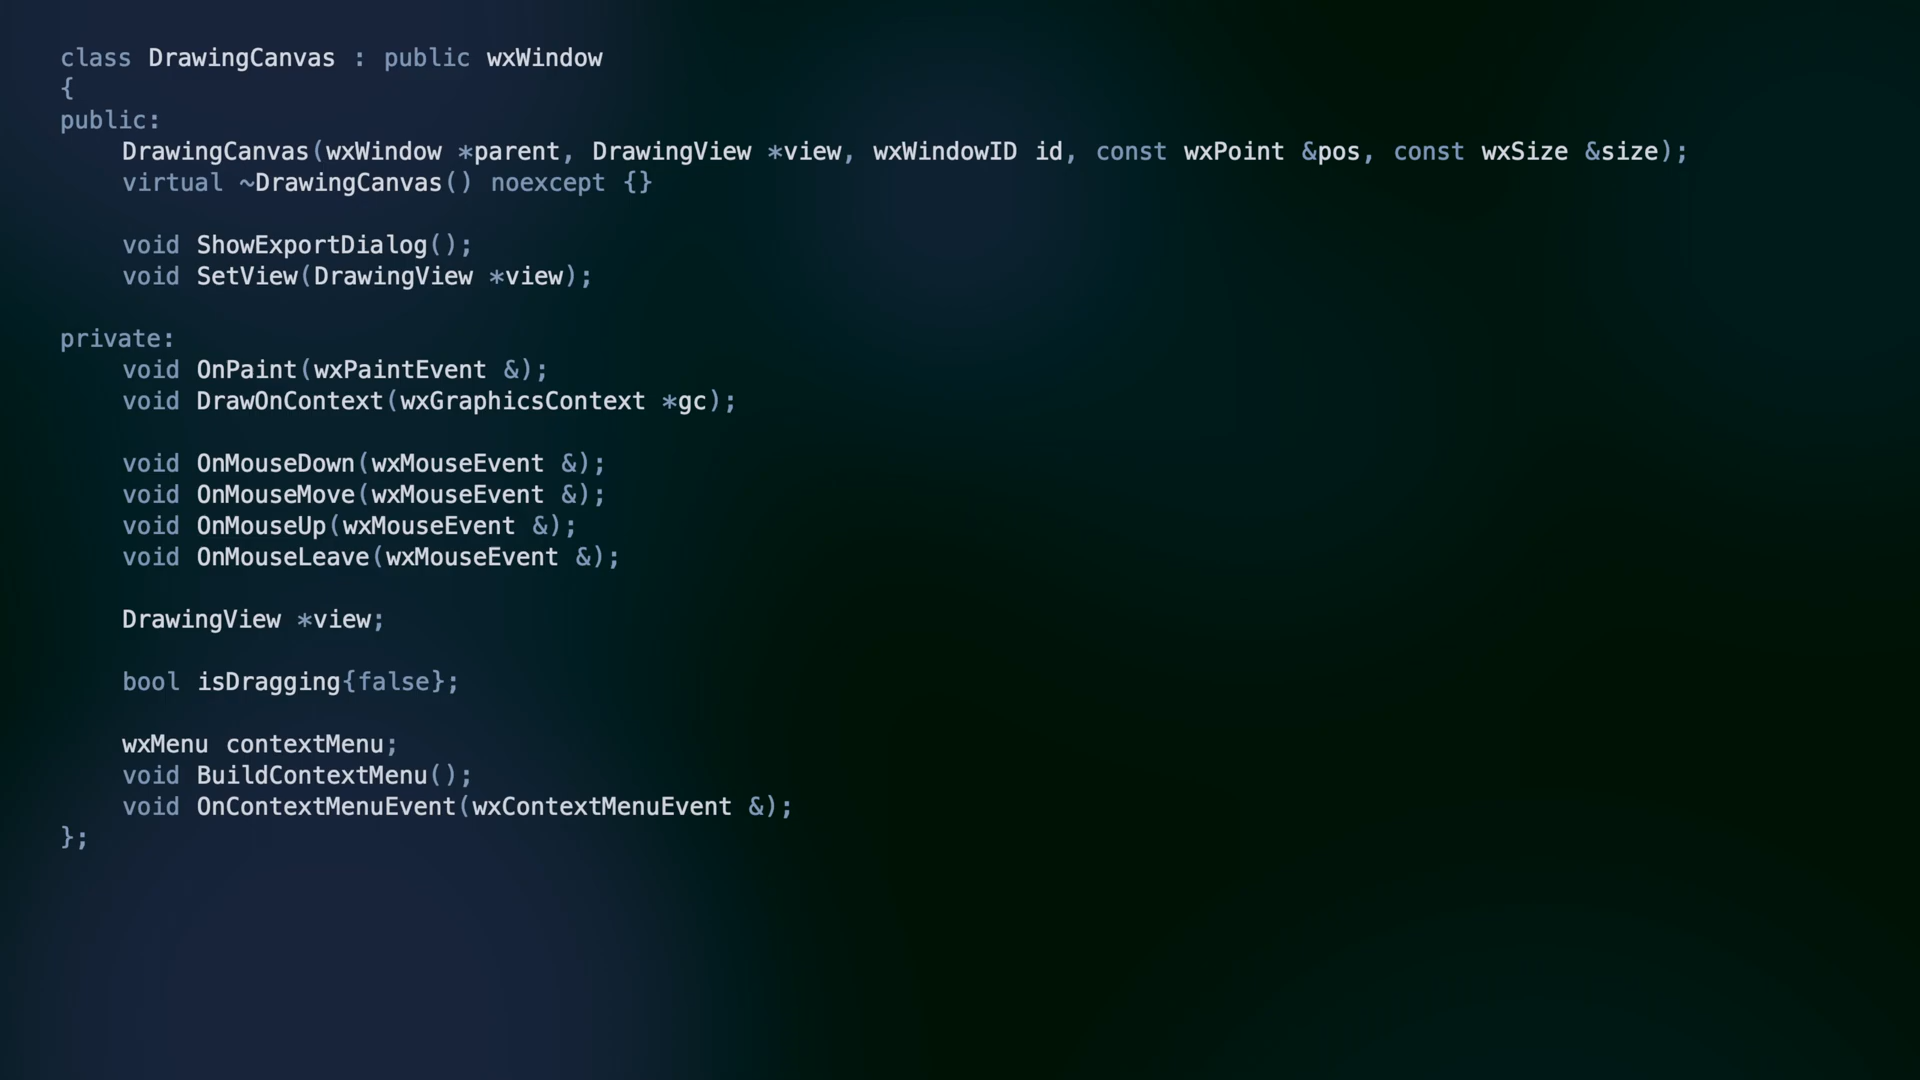 class DrawingCanvas : public wxWindow
{
public:
    DrawingCanvas(wxWindow *parent, DrawingView *view, wxWindowID id, const wxPoint &pos, const wxSize &size);
    virtual ~DrawingCanvas() noexcept {}

    void ShowExportDialog();
    void SetView(DrawingView *view);

private:
    void OnPaint(wxPaintEvent &);
    void DrawOnContext(wxGraphicsContext *gc);

    void OnMouseDown(wxMouseEvent &);
    void OnMouseMove(wxMouseEvent &);
    void OnMouseUp(wxMouseEvent &);
    void OnMouseLeave(wxMouseEvent &);

    DrawingView *view;

    bool isDragging{false};

    wxMenu contextMenu;
    void BuildContextMenu();
    void OnContextMenuEvent(wxContextMenuEvent &);
};